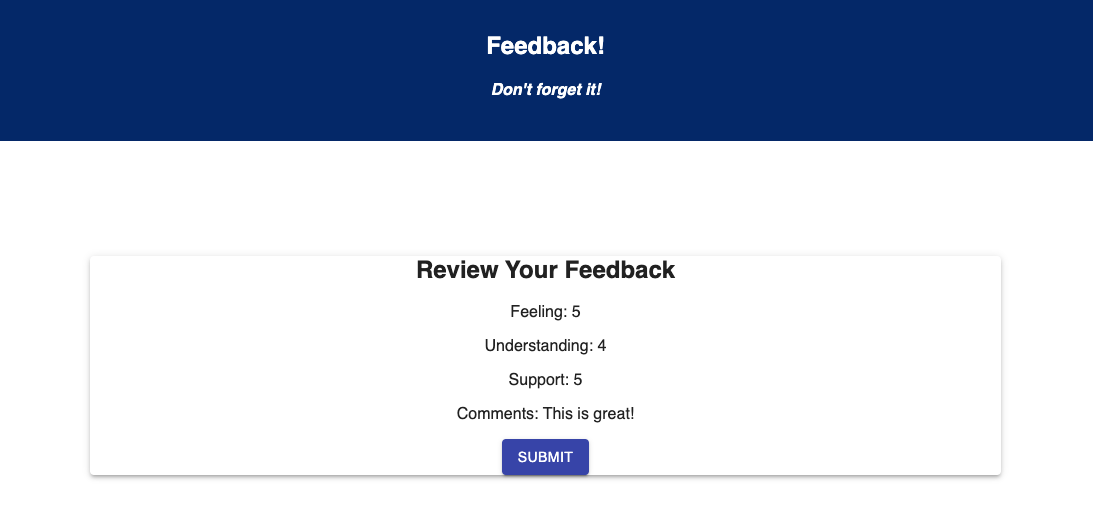 Feedback!
Don't forget it!
Review Your Feedback
Feeling: 5
Understanding: 4
Support: 5
Comments: This is great!
SUBMIT